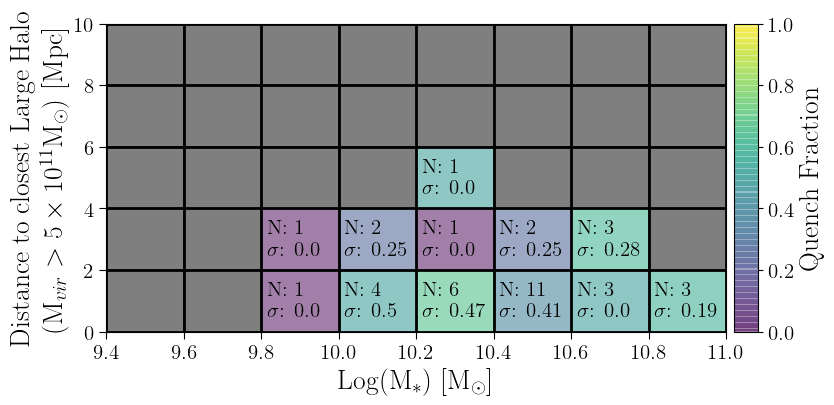 Distance to closest Large Halo
(M_vir > 5 × 10^11 M_⊙) [Mpc]
10
8
6
4
2
0
N: 1
σ: 0.0
N: 1
σ: 0.0
N: 2
σ: 0.25
N: 1
σ: 0.0
N: 2
σ: 0.25
N: 3
σ: 0.28
N: 1
σ: 0.0
N: 4
σ: 0.5
N: 6
σ: 0.47
N: 11
σ: 0.41
N: 3
σ: 0.0
N: 3
σ: 0.19
9.4 9.6 9.8 10.0 10.2 10.4 10.6 10.8 11.0
Log(M_*) [M_⊙]
1.0
0.8
0.6
0.4
0.2
0.0
Quench Fraction